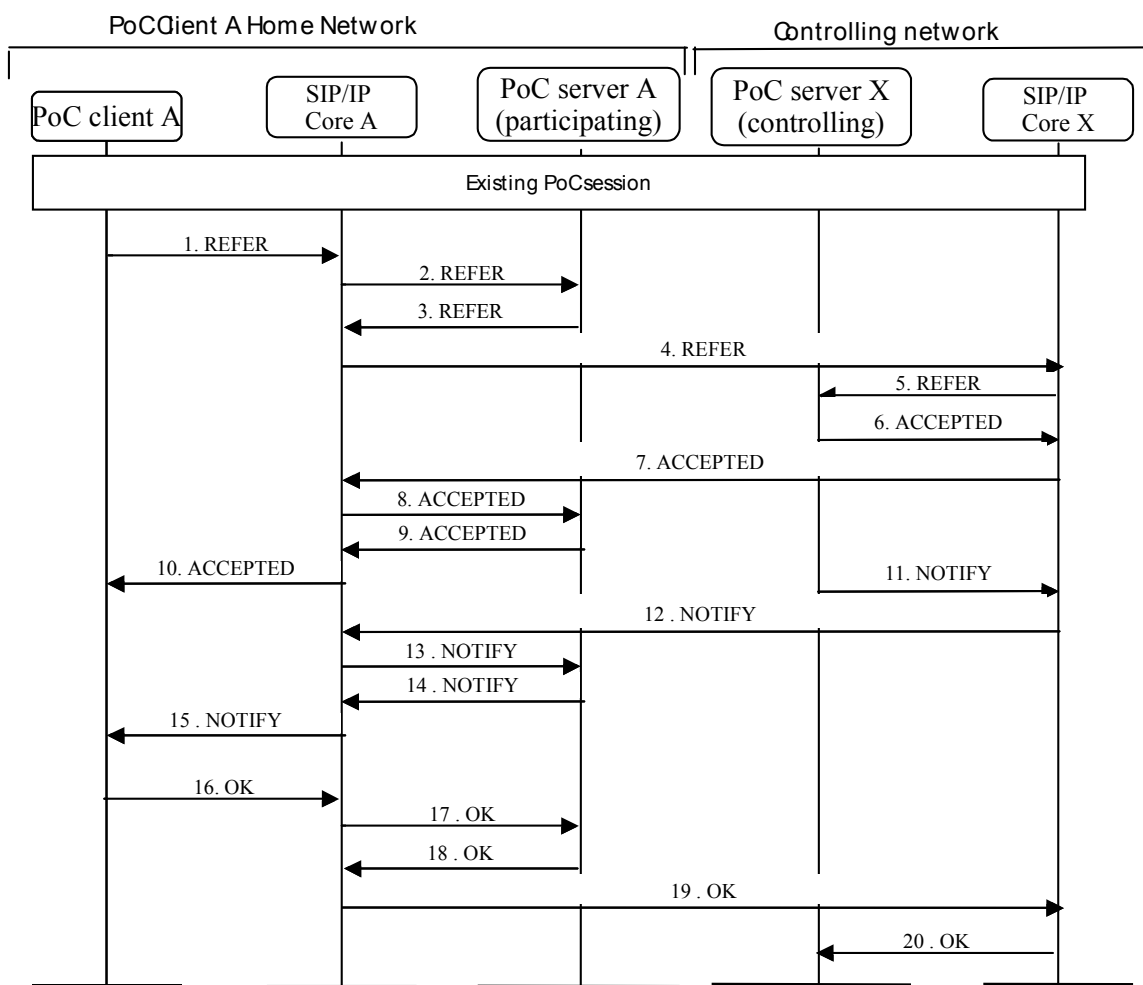 PoCClient A Home Network
Controlling network
PoC client A
SIP/IP
Core A
PoC server A
(participating)
PoC server X
(controlling)
SIP/IP
Core X
Existing PoCsession
1. REFER
2. REFER
3. REFER
4. REFER
5. REFER
6. ACCEPTED
7. ACCEPTED
8. ACCEPTED
9. ACCEPTED
10. ACCEPTED
11. NOTIFY
12 . NOTIFY
13 . NOTIFY
14 . NOTIFY
15 . NOTIFY
16. OK
17 . OK
18 . OK
19 . OK
20 . OK